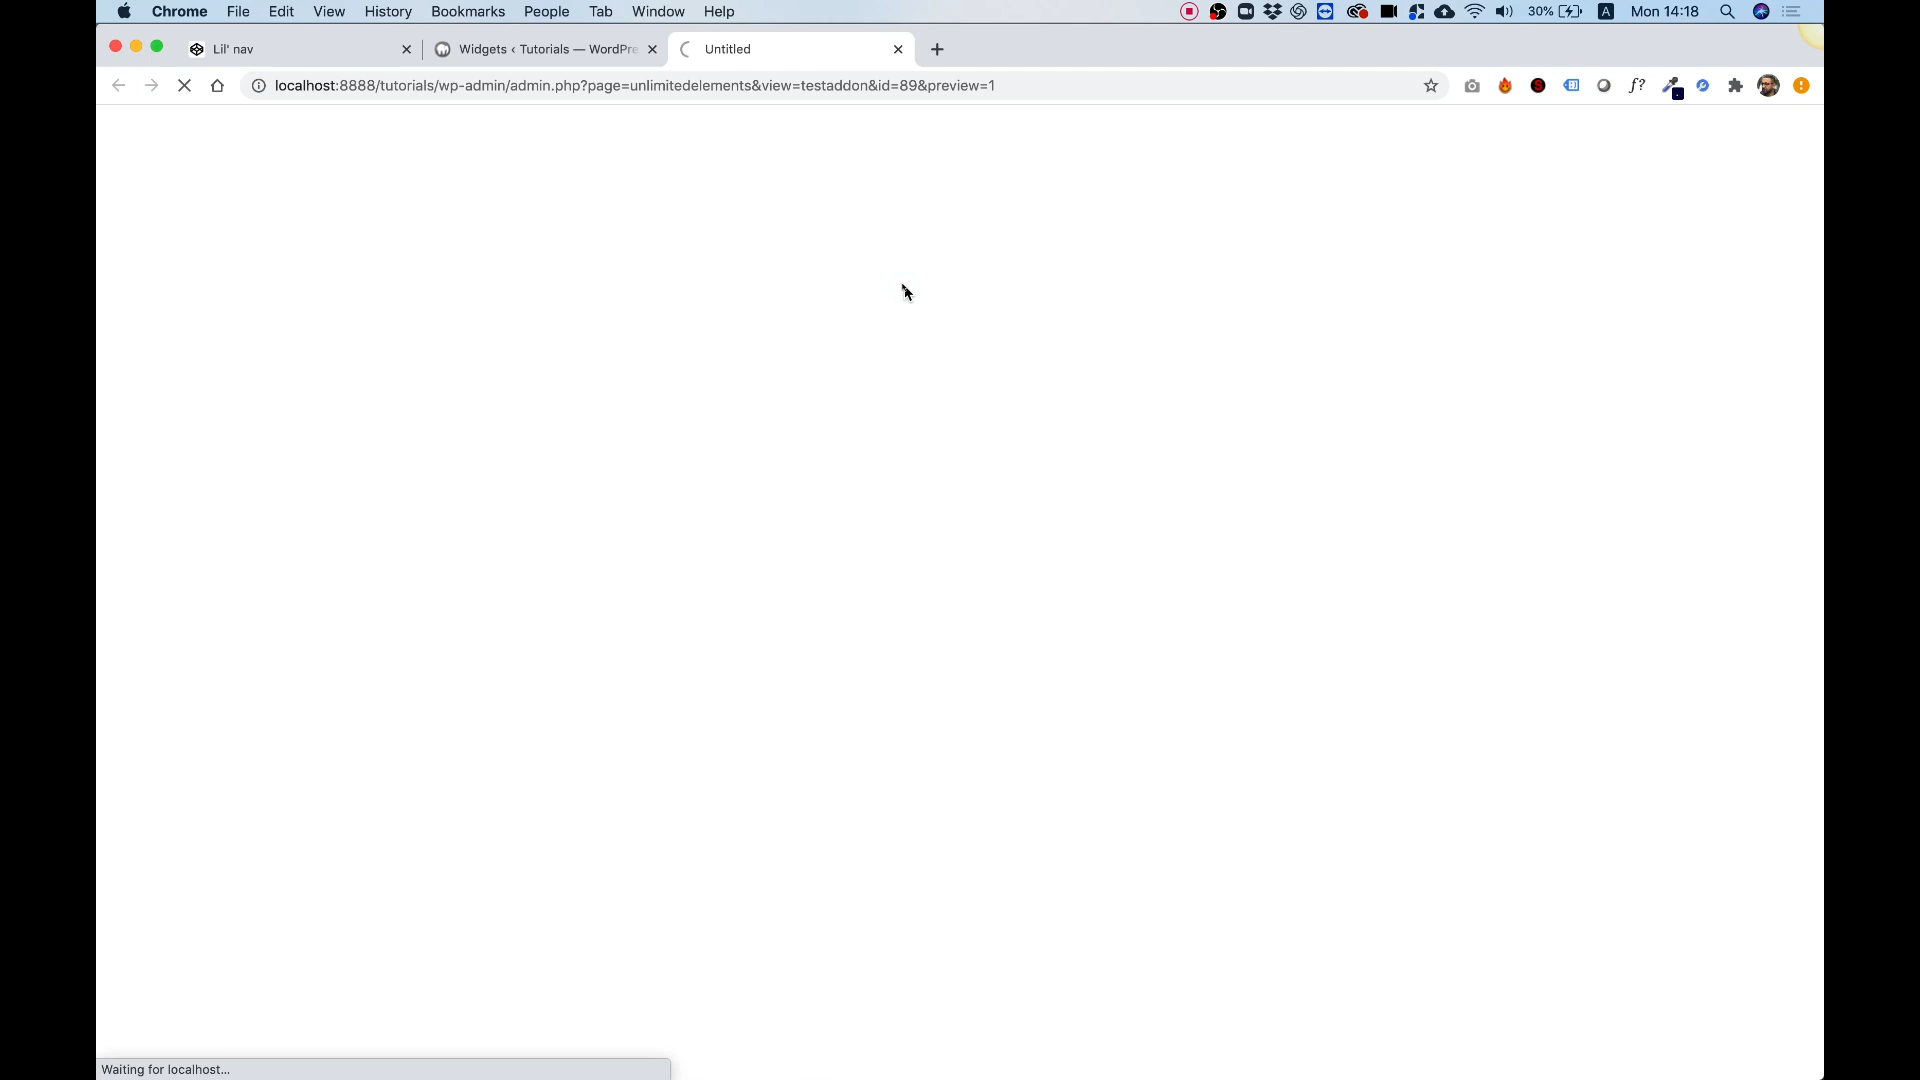 Chrome File Edit View History Bookmarks People Tab Window Help 30% A Mon 14:18
Lil' nav Widgets ‹ Tutorials — WordPre Untitled
localhost:8888/tutorials/wp-admin/admin.php?page=unlimitedelements&view=testaddon&id=89&preview=1 S f?
Waiting for localhost...